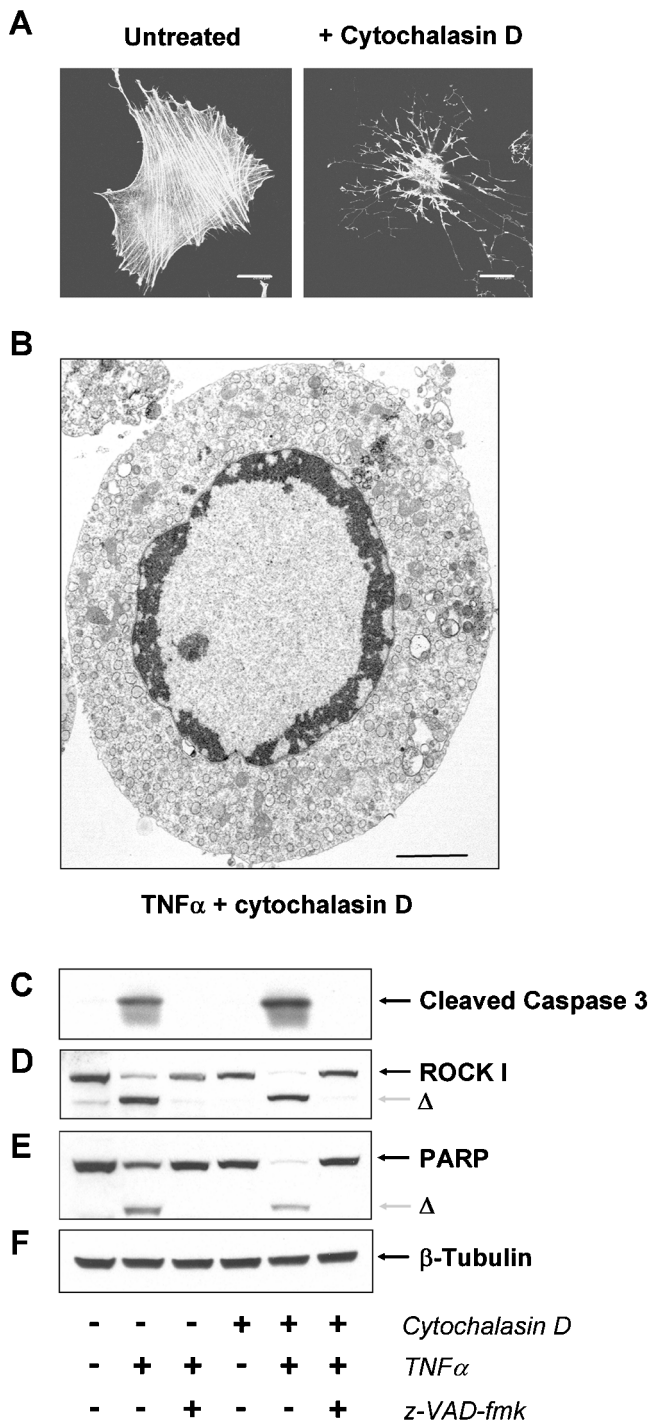 A
Untreated
+ Cytochalasin D
B
TNFα + cytochalasin D
C
Cleaved Caspase 3
D
ROCK I
Δ
E
PARP
Δ
F
β-Tubulin
- - - + + + Cytochalasin D
- + + - + + TNFα
- - + - - + z-VAD-fmk